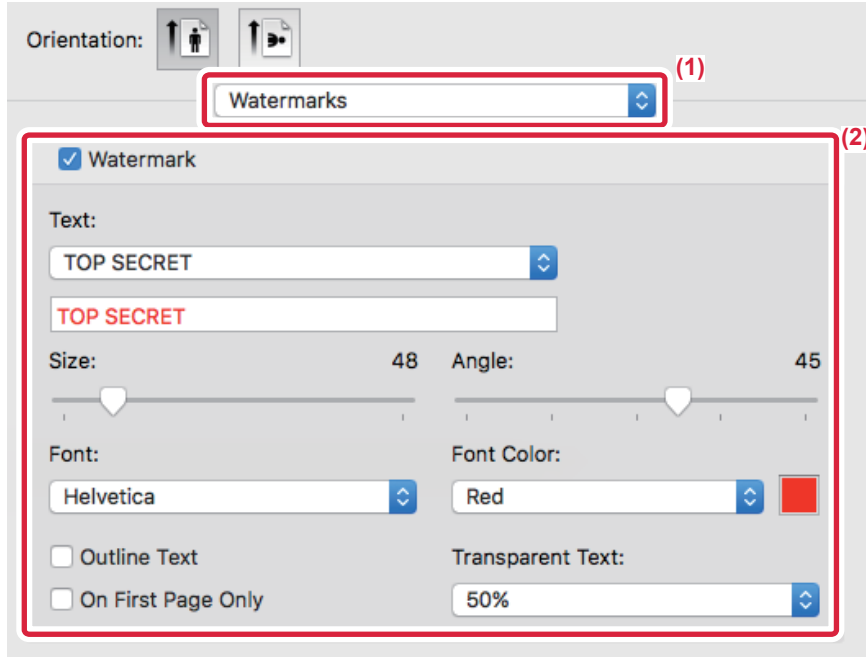 Orientation:
(1)
Watermarks
(2)
Watermark
Text:
TOP SECRET
TOP SECRET
Size: 48 Angle: 45
Font: Font Color:
Helvetica Red
Outline Text Transparent Text:
On First Page Only 50%